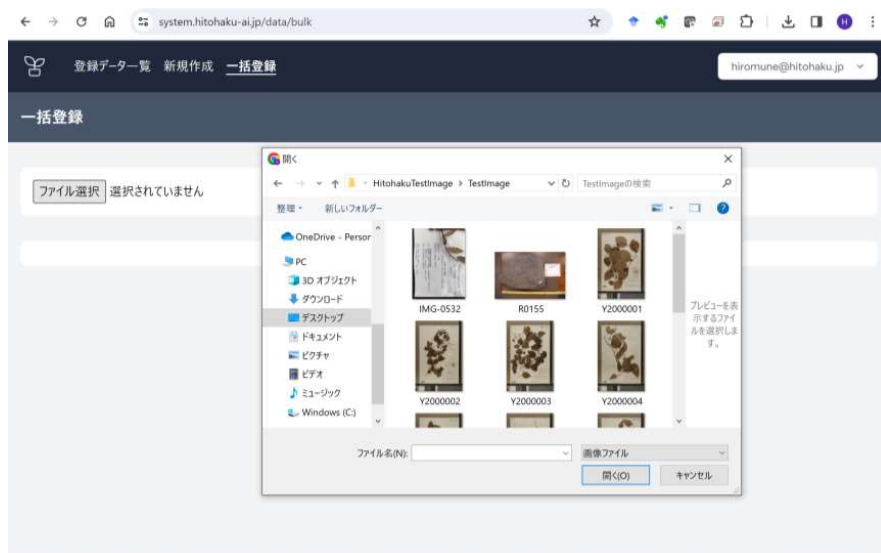 system.hitohaku-ai.jp/data/bulk
H
登録データ一覧 新規作成 一括登録
hiromune@hitohaku.jp
一括登録
ファイル選択 選択されていません
開く
HitohakuTestImage > TestImage
TestImageの検索
整理
新しいフォルダー
OneDrive - Person
PC
3D オブジェクト
ダウンロード
デスクトップ
ドキュメント
ピクチャ
ビデオ
ミュージック
Windows (C:)
IMG-0532
R0155
Y2000001
Y2000002
Y2000003
Y2000004
プレビューを表
示するファイ
ルを選択しま
す。
ファイル名(N):
画像ファイル
開く(O)
キャンセル